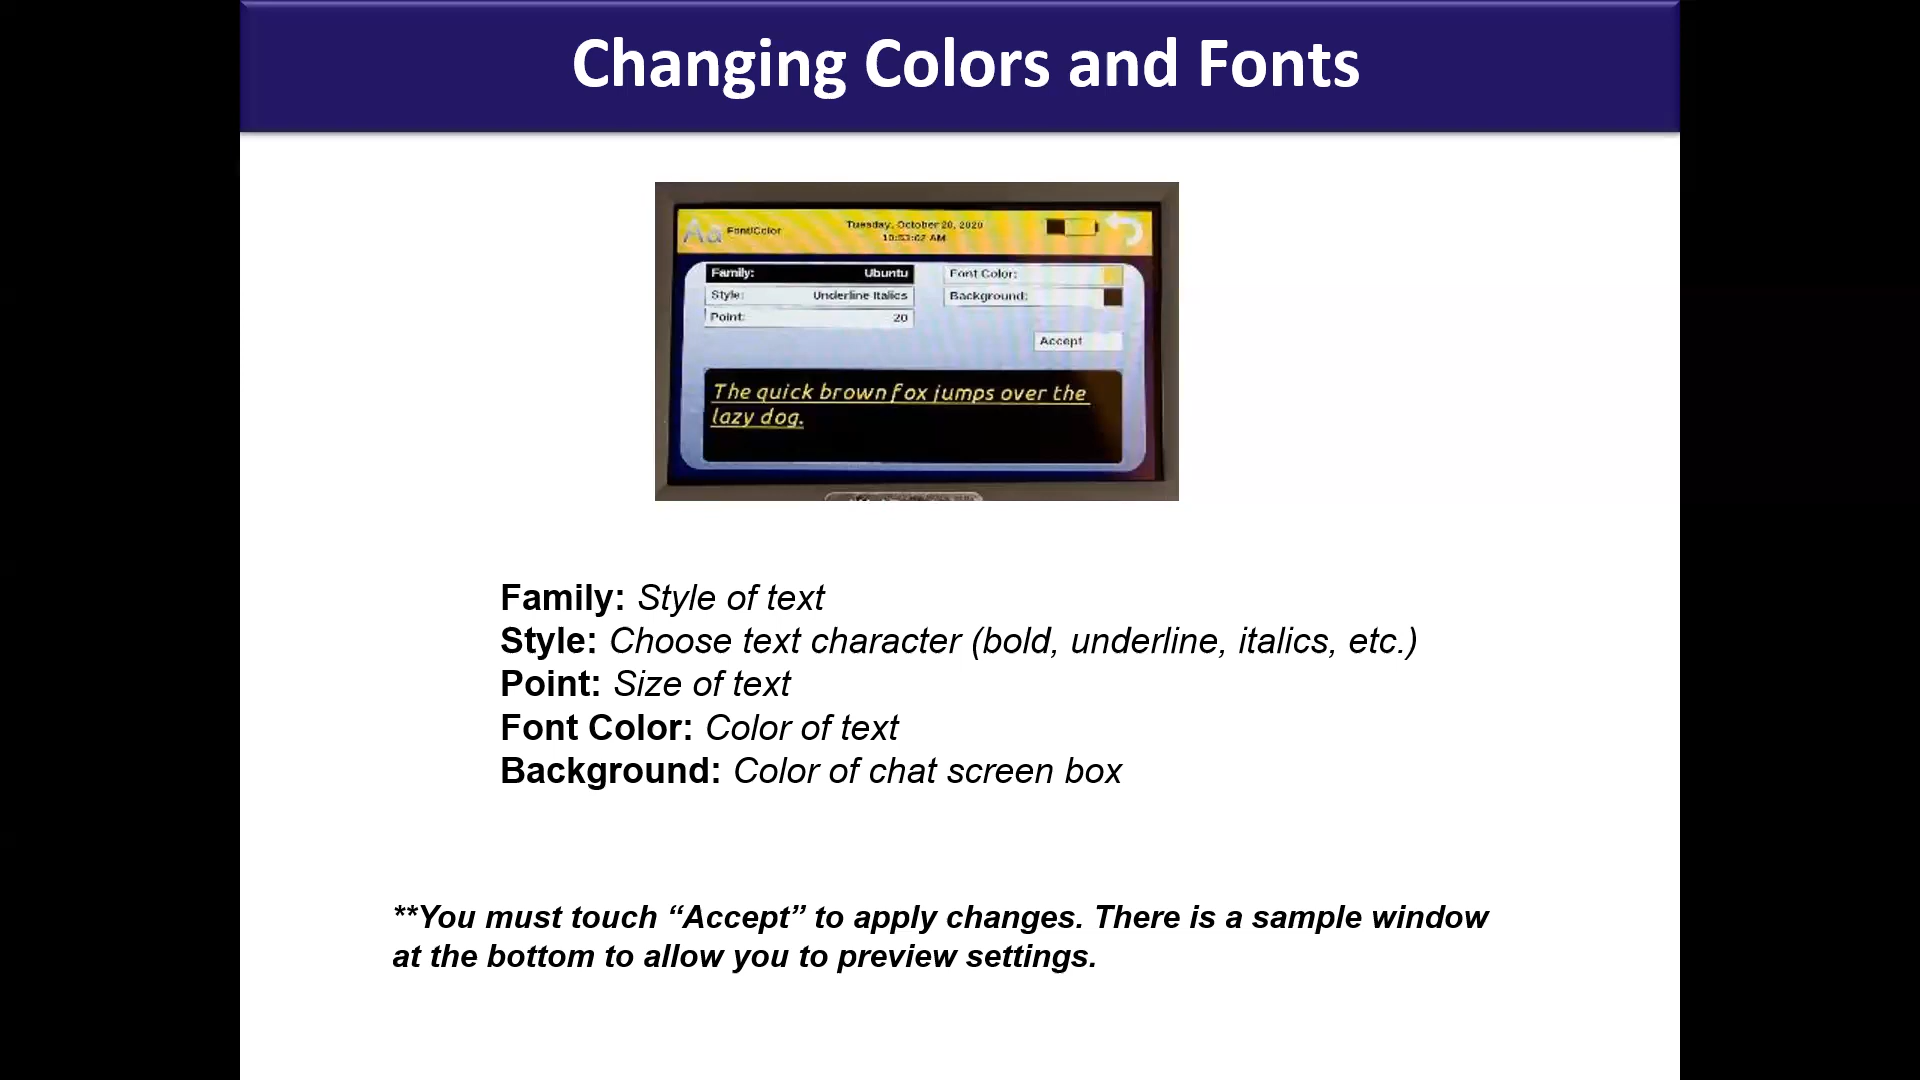 Changing Colors and Fonts
Font/Color
Tuesday, October 20, 2020
10:53:07 AM
Family: Ubuntu
Font Color:
Style: Underline Italics
Background:
Point: 20
Accept
The quick brown fox jumps over the
lazy dog.
Family: Style of text
Style: Choose text character (bold, underline, italics, etc.)
Point: Size of text
Font Color: Color of text
Background: Color of chat screen box
**You must touch “Accept” to apply changes. There is a sample window
at the bottom to allow you to preview settings.